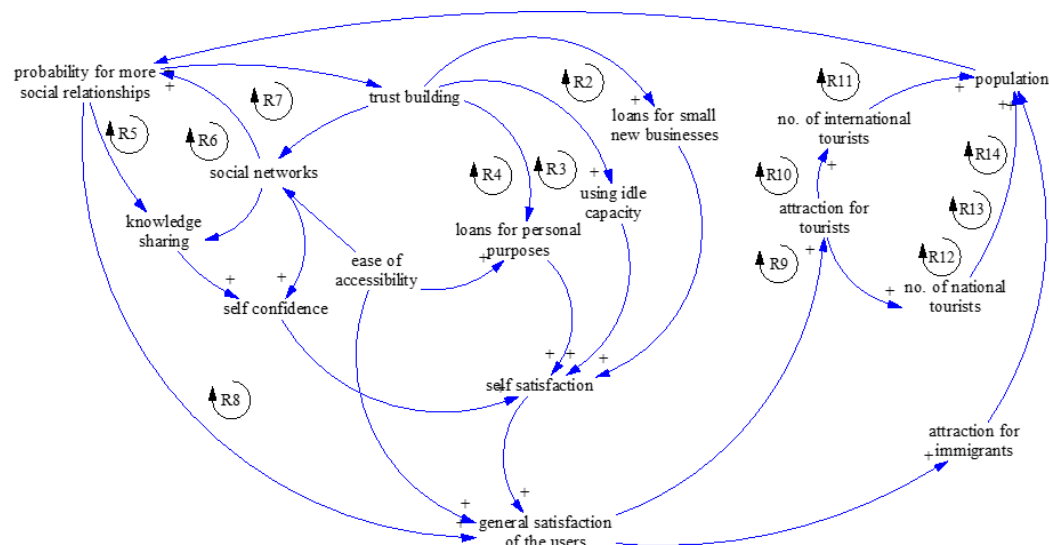 probability for more
social relationships
+
R7
trust building
R2
+
loans for small
new businesses
R11
population
+
++
no. of international
tourists
R5
R6
R4
R3
R14
social networks
+
using idle
capacity
R10
+
attraction for
tourists
R13
knowledge
sharing
loans for personal
purposes
+
ease of
accessibility
+
+
R9
+
R12
+
no. of national
tourists
self confidence
+
+
+
+
self satisfaction
R8
attraction for
immigrants
+
+
+
+
general satisfaction
of the users